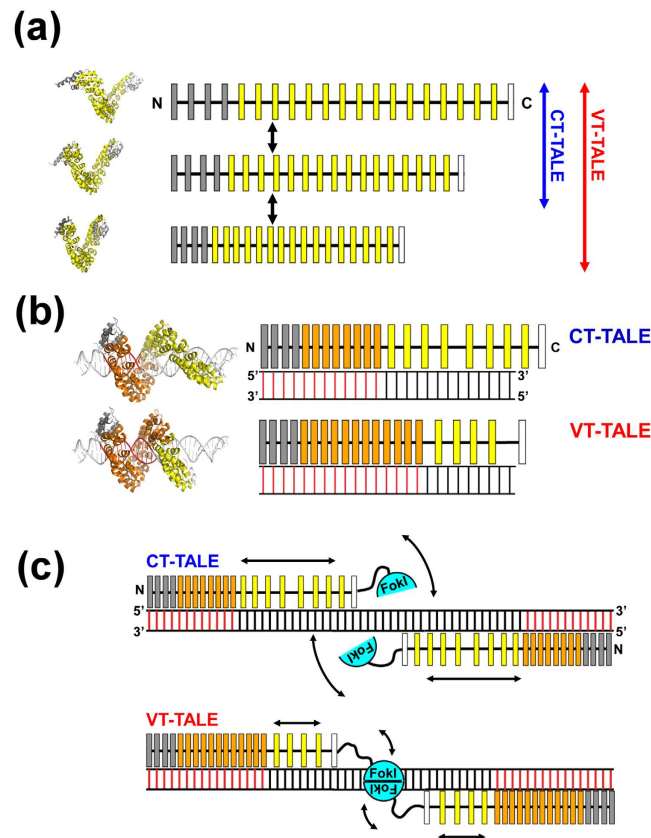 (a)
N
C
CT-TALE
VT-TALE
(b)
N
C
CT-TALE
5'
3'
3'
5'
VT-TALE
(c)
CT-TALE
N
FokI
5'
3'
3'
5'
FokI
N
VT-TALE
FokI
FokI